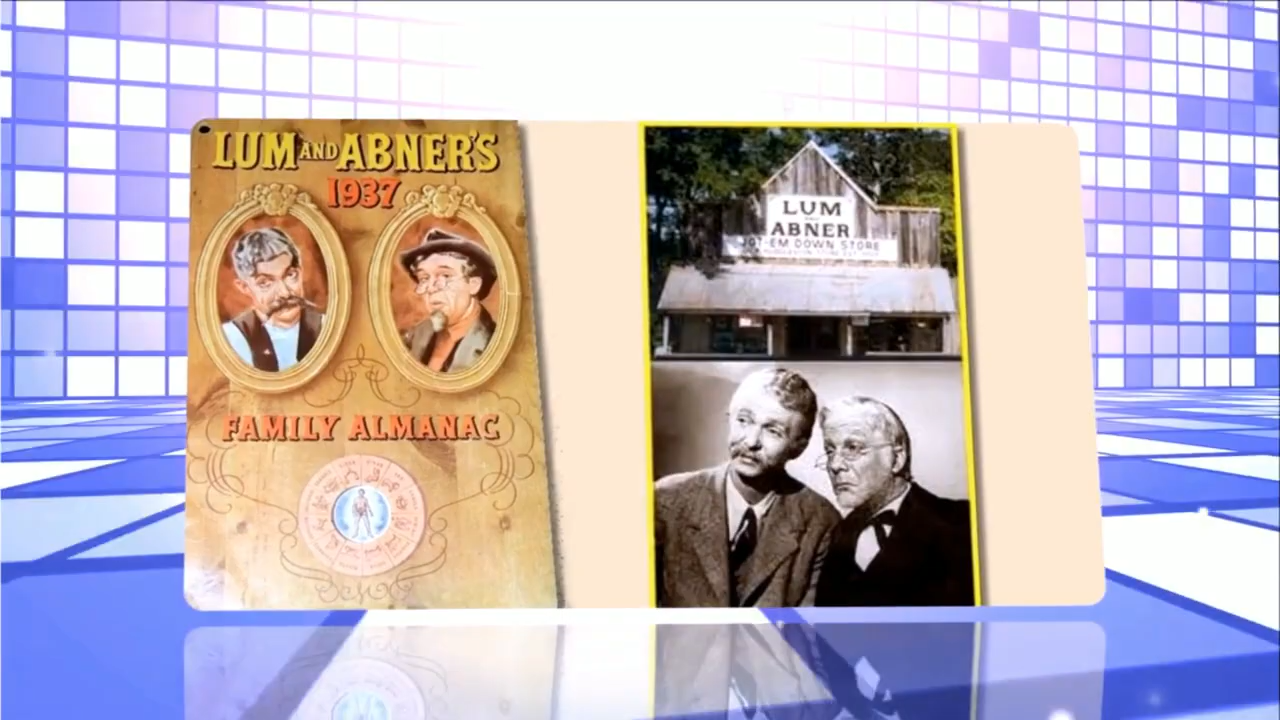 LUM AND ABNER'S
1937
FAMILY ALMANAC
LUM
ABNER
JOT-EM DOWN STORE